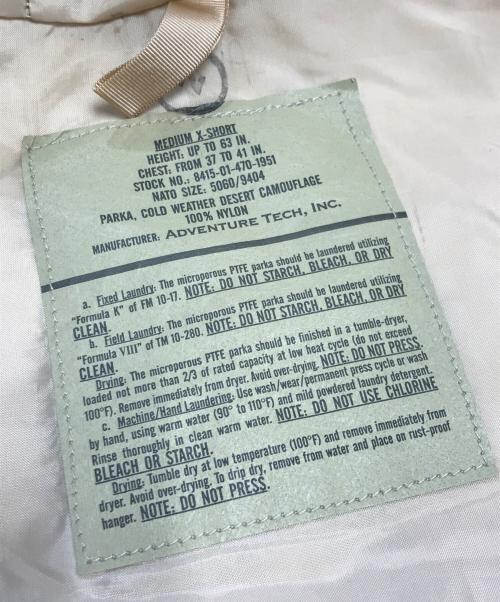 MEDIUM X-SHORT
HEIGHT: UP TO 63 IN.
CHEST: FROM 37 TO 41 IN.
STOCK NO.: 8415-01-470-1951
NATO SIZE: 5060/9404
PARKA, COLD WEATHER DESERT CAMOUFLAGE
100% NYLON
MANUFACTURER: ADVENTURE TECH, INC.
a. Fixed Laundry: The microporous PTFE parka should be laundered utilizing
"Formula K" of FM 10-17. NOTE: DO NOT STARCH, BLEACH, OR DRY
CLEAN.
b. Field Laundry: The microporous PTFE parka should be laundered utilizing
"Formula VIII" of TM 10-280. NOTE: DO NOT STARCH, BLEACH, OR DRY
CLEAN.
Drying: The microporous PTFE parka should be finished in a tumble-dryer,
loaded not more than 2/3 of rated capacity at low heat cycle (do not exceed
100°F). Remove immediately from dryer. Avoid over-drying. NOTE: DO NOT PRESS.
c. Machine/Hand Laundering: Use wash/wear/permanent press cycle or wash
by hand, using warm water (90° to 110°F) and mild powdered laundry detergent.
Rinse thoroughly in clean warm water. NOTE: DO NOT USE CHLORINE
BLEACH OR STARCH.
Drying: Tumble dry at low temperature (100°F) and remove immediately from
dryer. Avoid over-drying. To drip dry, remove from water and place on rust-proof
hanger. NOTE: DO NOT PRESS.